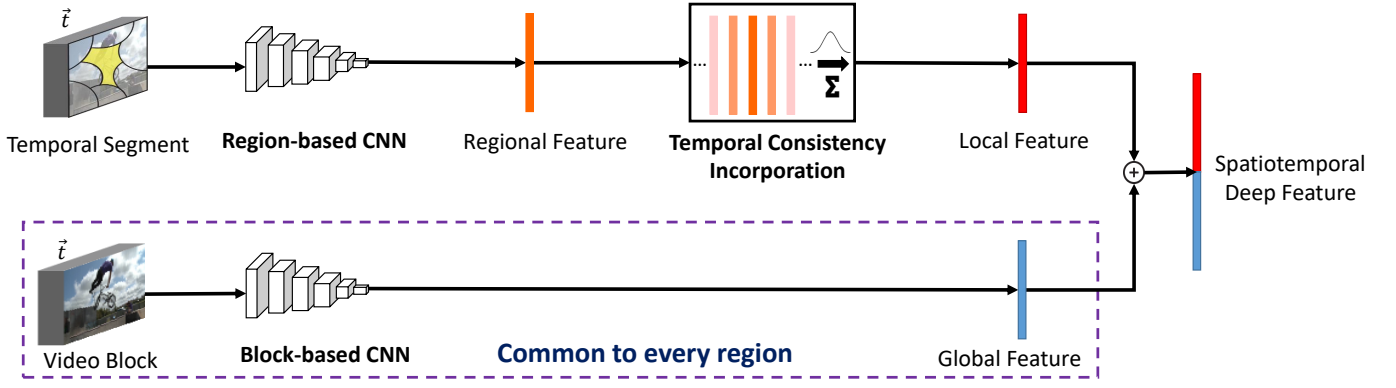 t⃗
Temporal Segment
Region-based CNN
Regional Feature
... ...
Σ
Temporal Consistency
Incorporation
Local Feature
+
Spatiotemporal
Deep Feature
t⃗
Video Block
Block-based CNN
Common to every region
Global Feature